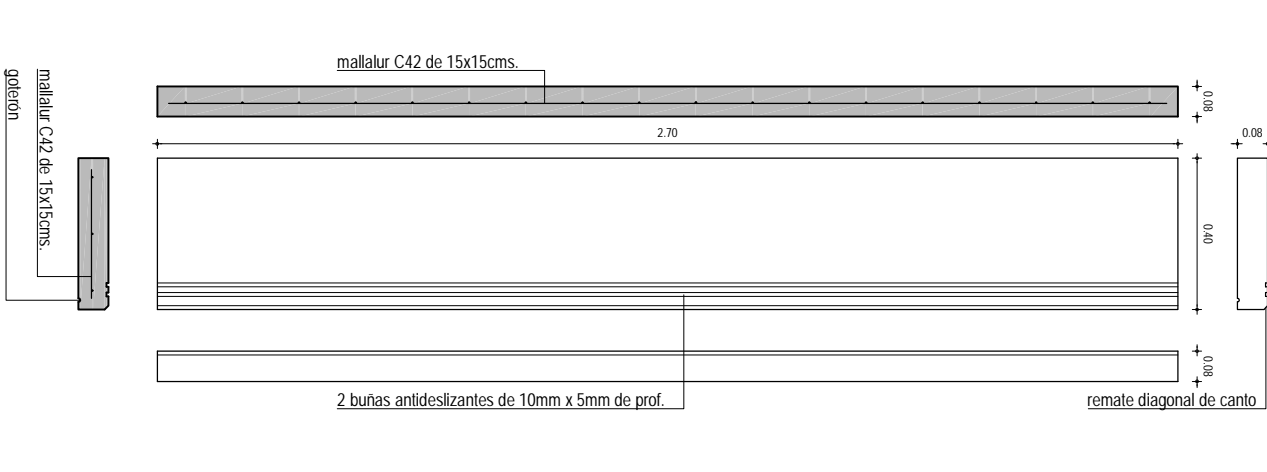 mallalur C42 de 15x15cms.
0.08
2.70
0.08
goterón
mallalur C42 de 15x15cms.
0.40
0.08
2 buñas antideslizantes de 10mm x 5mm de prof.
remate diagonal de canto